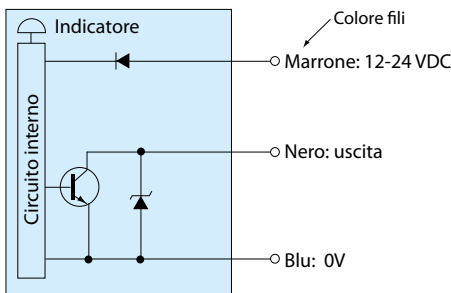 Colore fili
Indicatore
Marrone: 12-24 VDC
Circuito interno
Nero: uscita
Blu: 0V